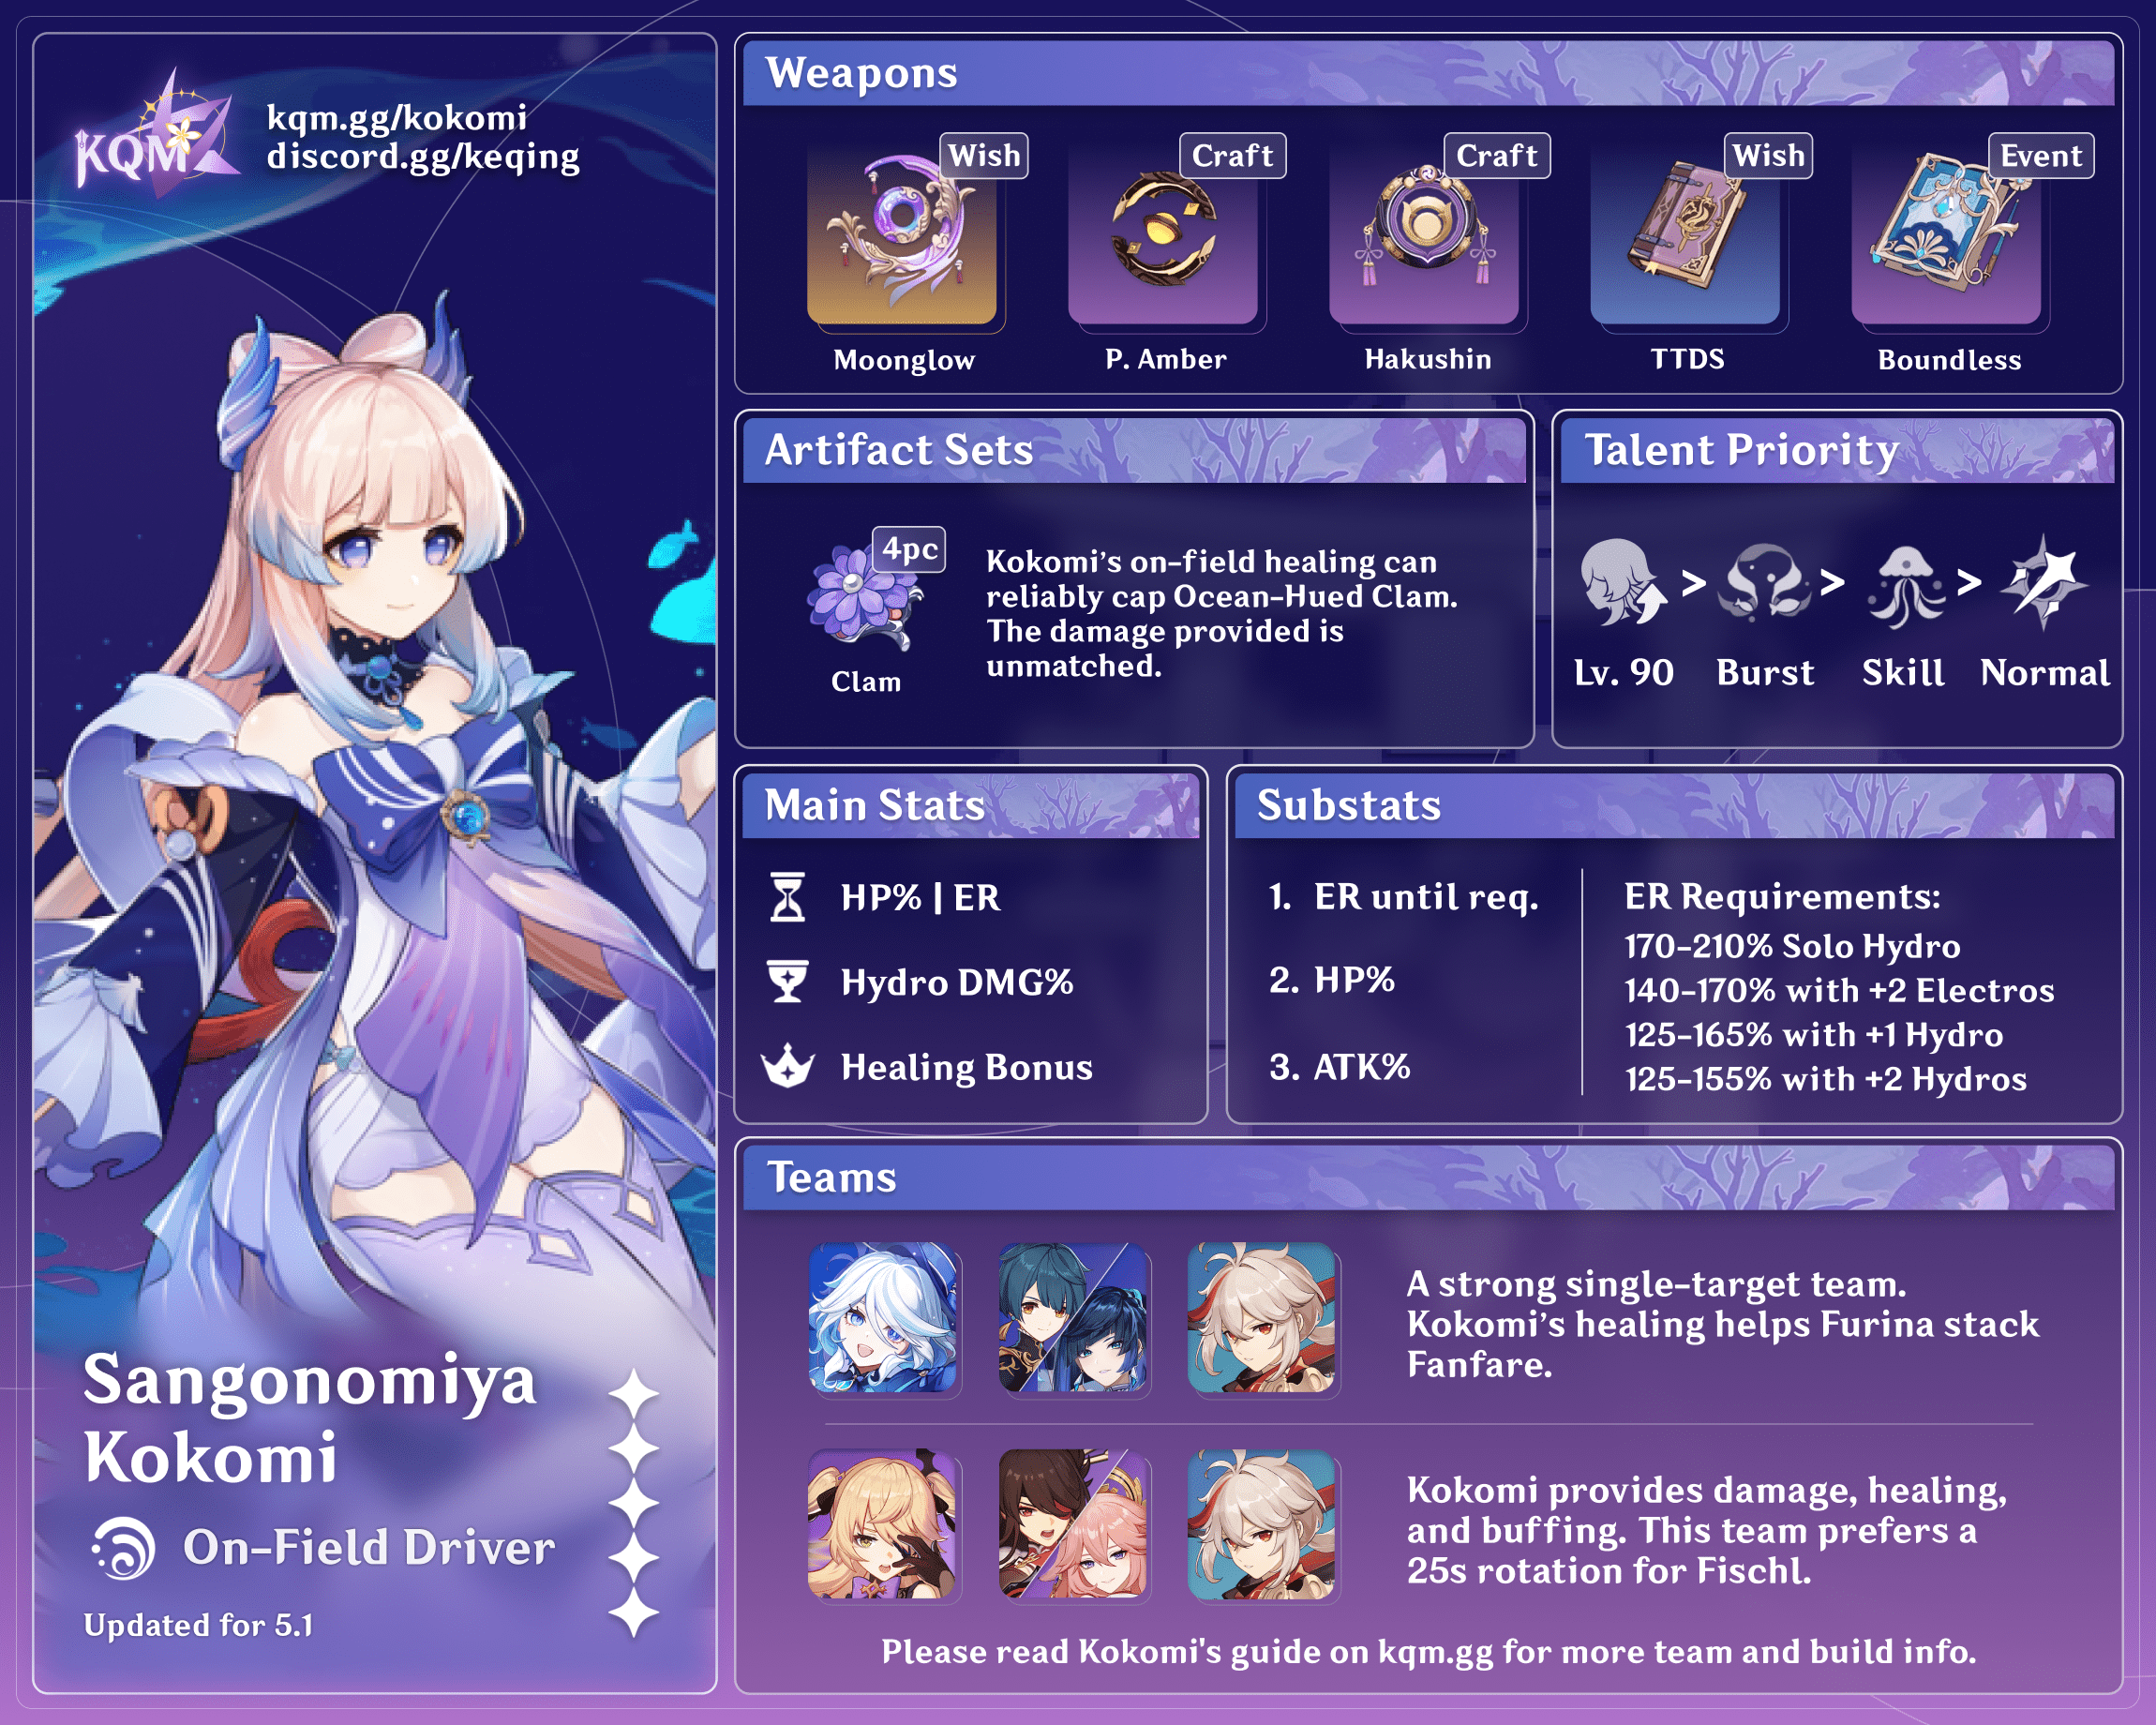 KQM
kqm.gg/kokomi
discord.gg/keqing
Sangonomiya
Kokomi
On-Field Driver
Updated for 5.1
Weapons
Wish
Craft
Craft
Wish
Event
Moonglow
P. Amber
Hakushin
TTDS
Boundless
Artifact Sets
4pc
Clam
Kokomi's on-field healing can
reliably cap Ocean-Hued Clam.
The damage provided is
unmatched.
Talent Priority
> > >
Lv. 90
Burst
Skill
Normal
Main Stats
HP% | ER
Hydro DMG%
Healing Bonus
Substats
1. ER until req.
2. HP%
3. ATK%
ER Requirements:
170-210% Solo Hydro
140-170% with +2 Electros
125-165% with +1 Hydro
125-155% with +2 Hydros
Teams
A strong single-target team.
Kokomi's healing helps Furina stack
Fanfare.
Kokomi provides damage, healing,
and buffing. This team prefers a
25s rotation for Fischl.
Please read Kokomi's guide on kqm.gg for more team and build info.